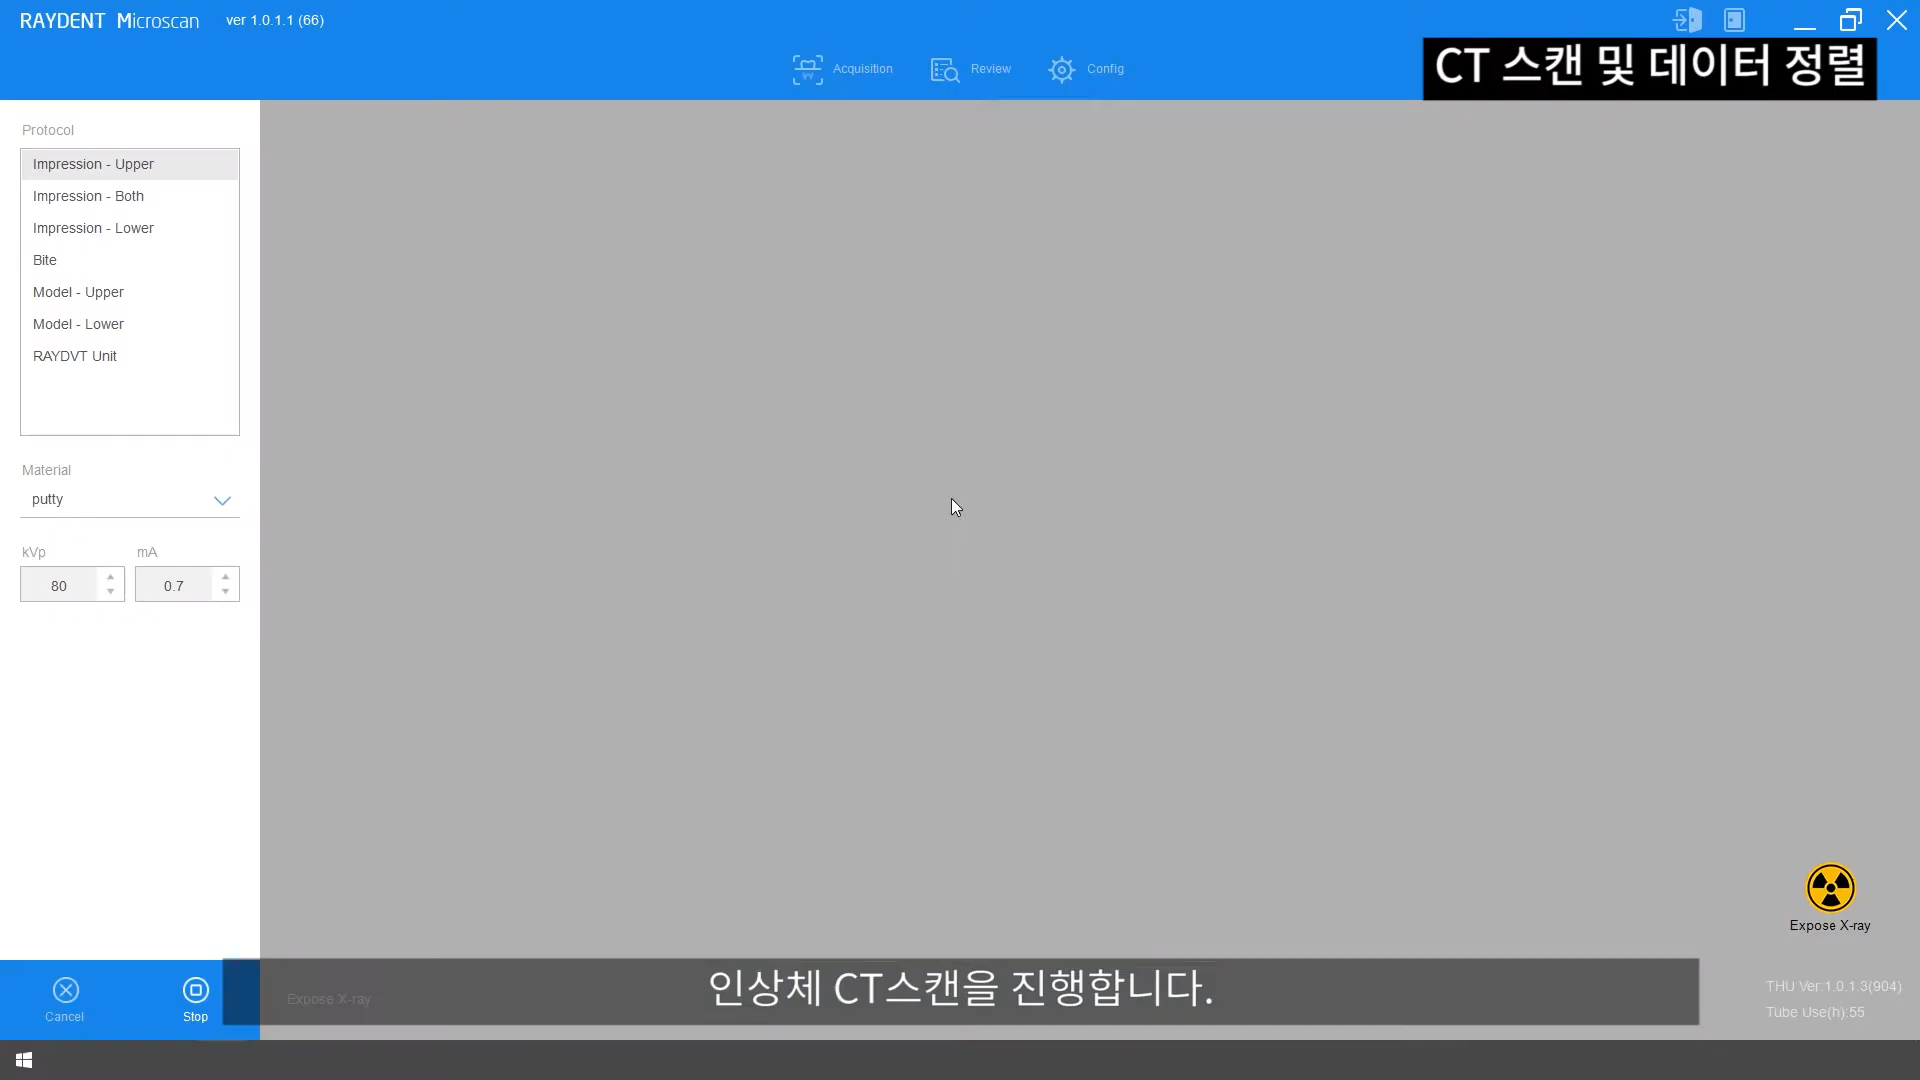 RAYDENT Microscan ver 1.0.1.1 (66)
Acquisition
Review
Config
CT 스캔 및 데이터 정렬
Protocol
Impression - Upper
Impression - Both
Impression - Lower
Bite
Model - Upper
Model - Lower
RAYDVT Unit
Material
putty
kVp
mA
80
0.7
Expose X-ray
Cancel
Stop
Expose X-ray
인상체 CT스캔을 진행합니다.
THU Ver:1.0.1.3(904)
Tube Use(h):55